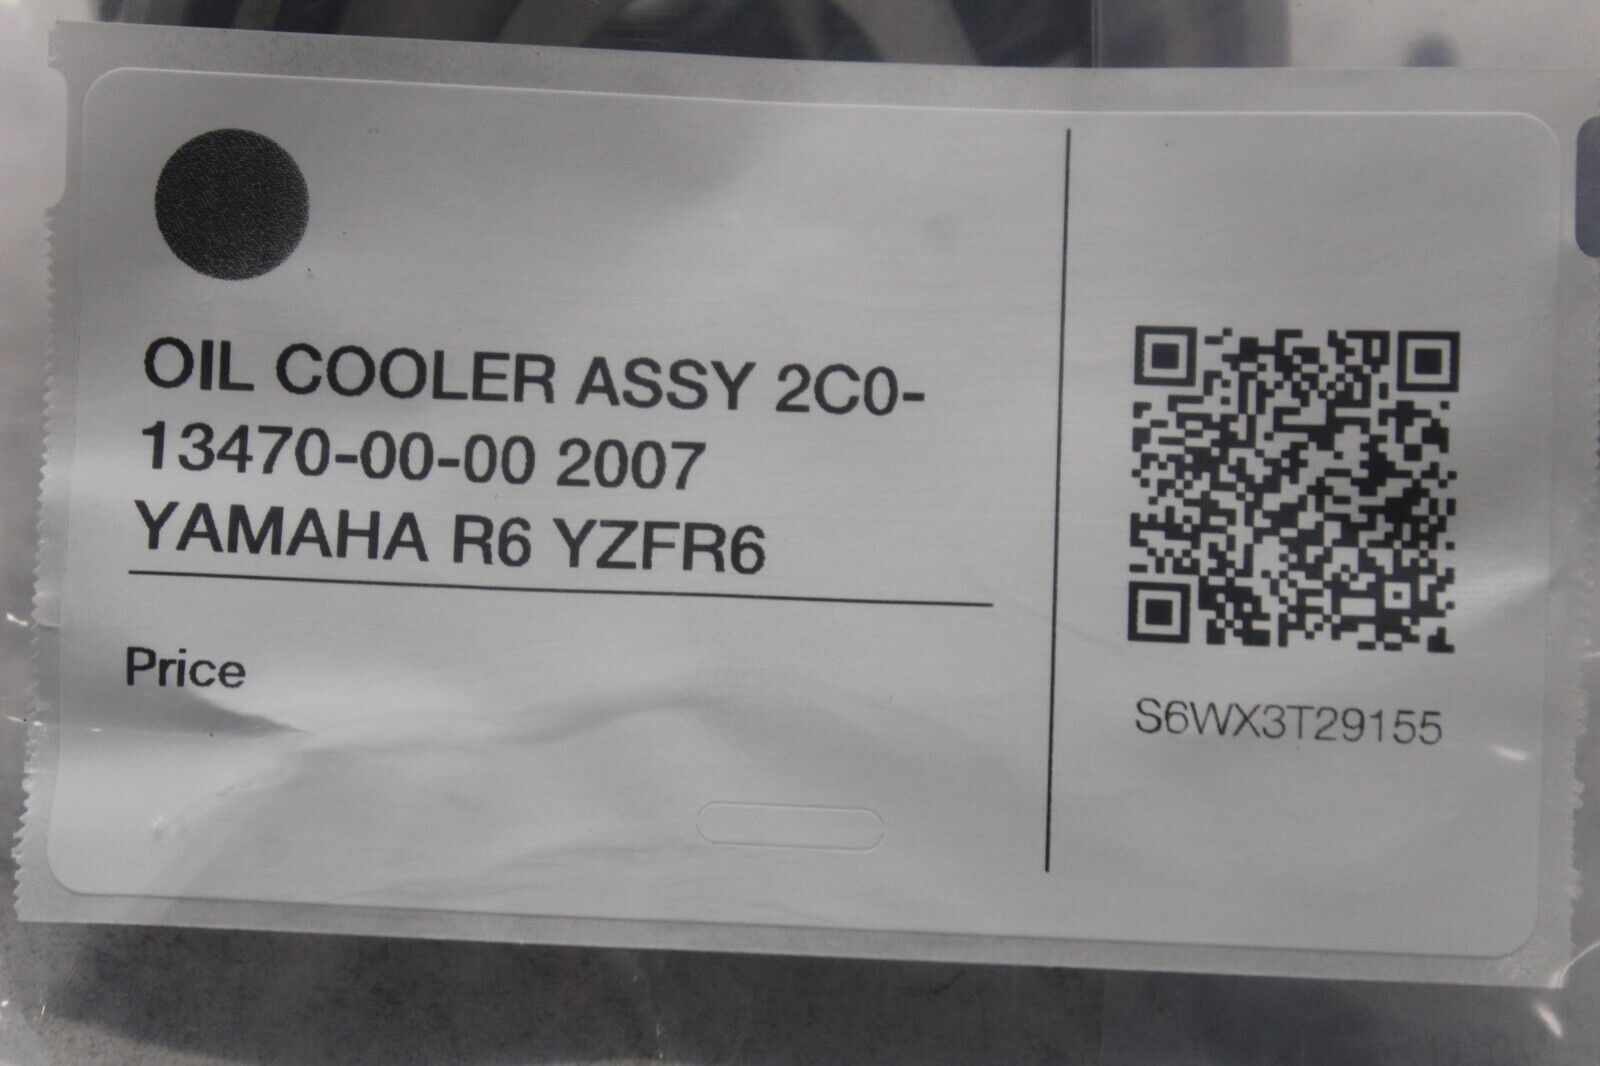 OIL COOLER ASSY 2C0-
13470-00-00 2007
YAMAHA R6 YZFR6
Price
S6WX3T29155